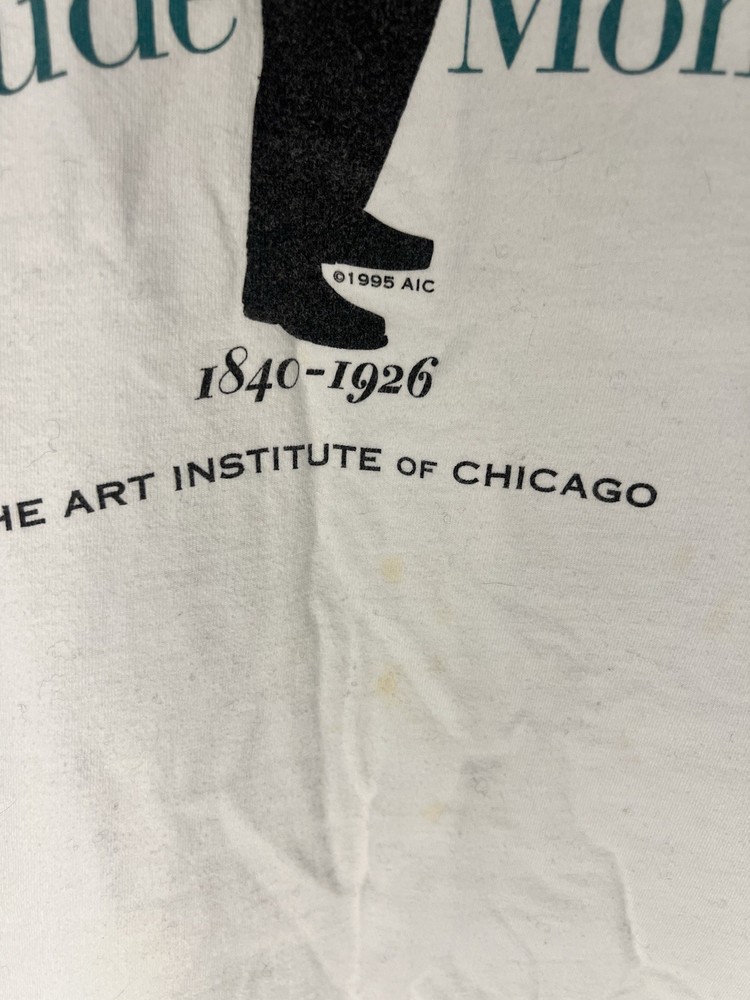 ude Mon
©1995 AIC
1840-1926
HE ART INSTITUTE OF CHICAGO